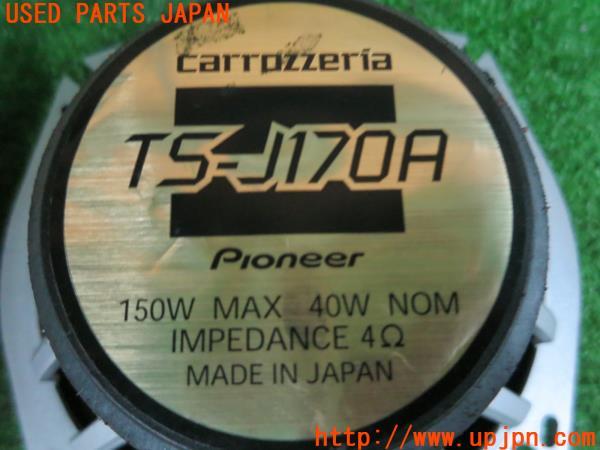 USED PARTS JAPAN
carrozzeria
TS-J170A
Pioneer
150W MAX 40W NOM
IMPEDANCE 4Ω
MADE IN JAPAN
http://www.upjpn.com/